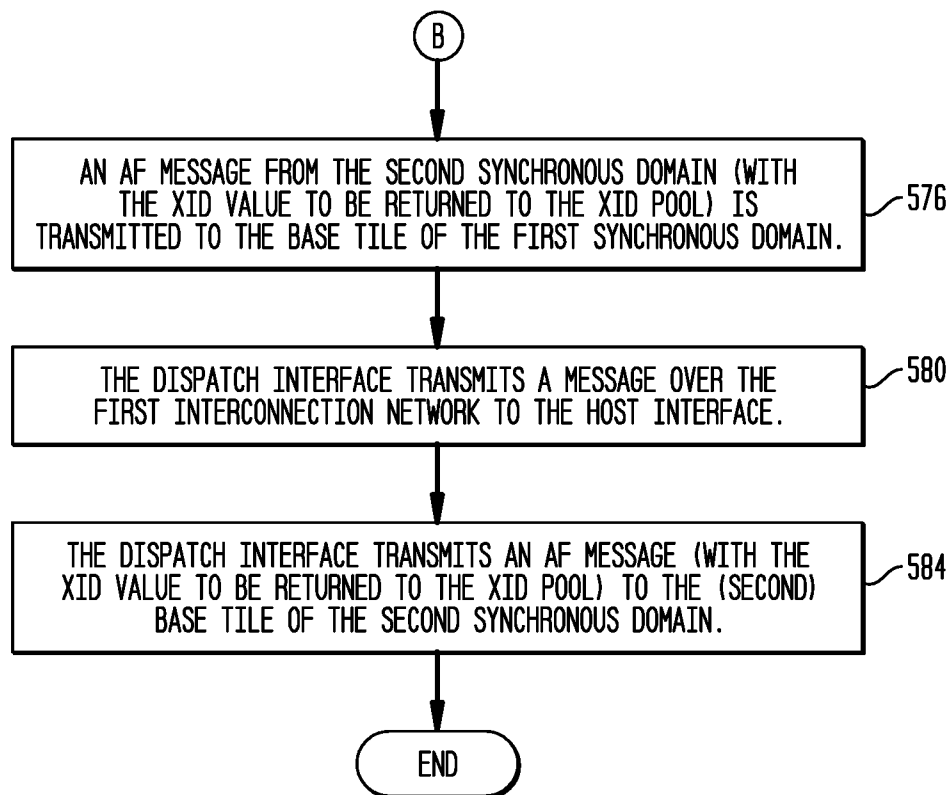 B
AN AF MESSAGE FROM THE SECOND SYNCHRONOUS DOMAIN (WITH
THE XID VALUE TO BE RETURNED TO THE XID POOL) IS
TRANSMITTED TO THE BASE TILE OF THE FIRST SYNCHRONOUS DOMAIN.
576
THE DISPATCH INTERFACE TRANSMITS A MESSAGE OVER THE
FIRST INTERCONNECTION NETWORK TO THE HOST INTERFACE.
580
THE DISPATCH INTERFACE TRANSMITS AN AF MESSAGE (WITH THE
XID VALUE TO BE RETURNED TO THE XID POOL) TO THE (SECOND)
BASE TILE OF THE SECOND SYNCHRONOUS DOMAIN.
584
END